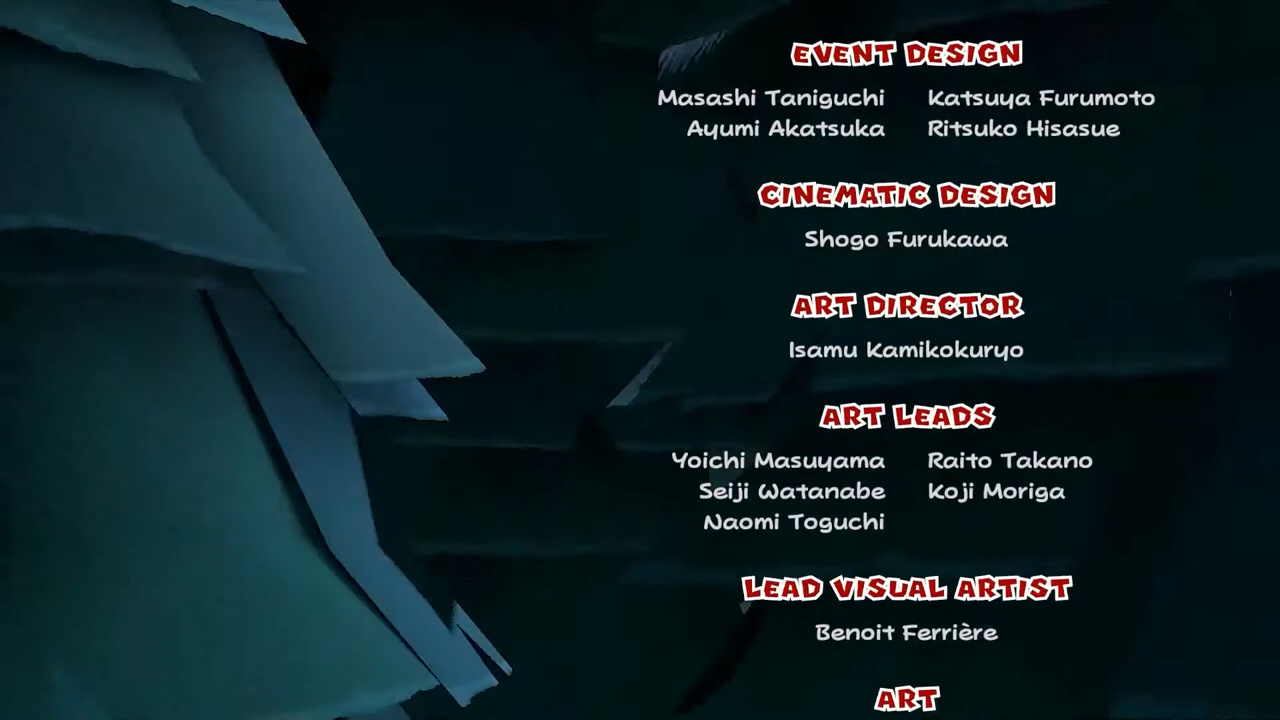 EVENT DESIGN
Masashi Taniguchi Katsuya Furumoto
Ayumi Akatsuka Ritsuko Hisasue
CINEMATIC DESIGN
Shogo Furukawa
ART DIRECTOR
Isamu Kamikokuryo
ART LEADS
Yoichi Masuyama Raito Takano
Seiji Watanabe Koji Moriga
Naomi Toguchi
LEAD VISUAL ARTIST
Benoit Ferrière
ART